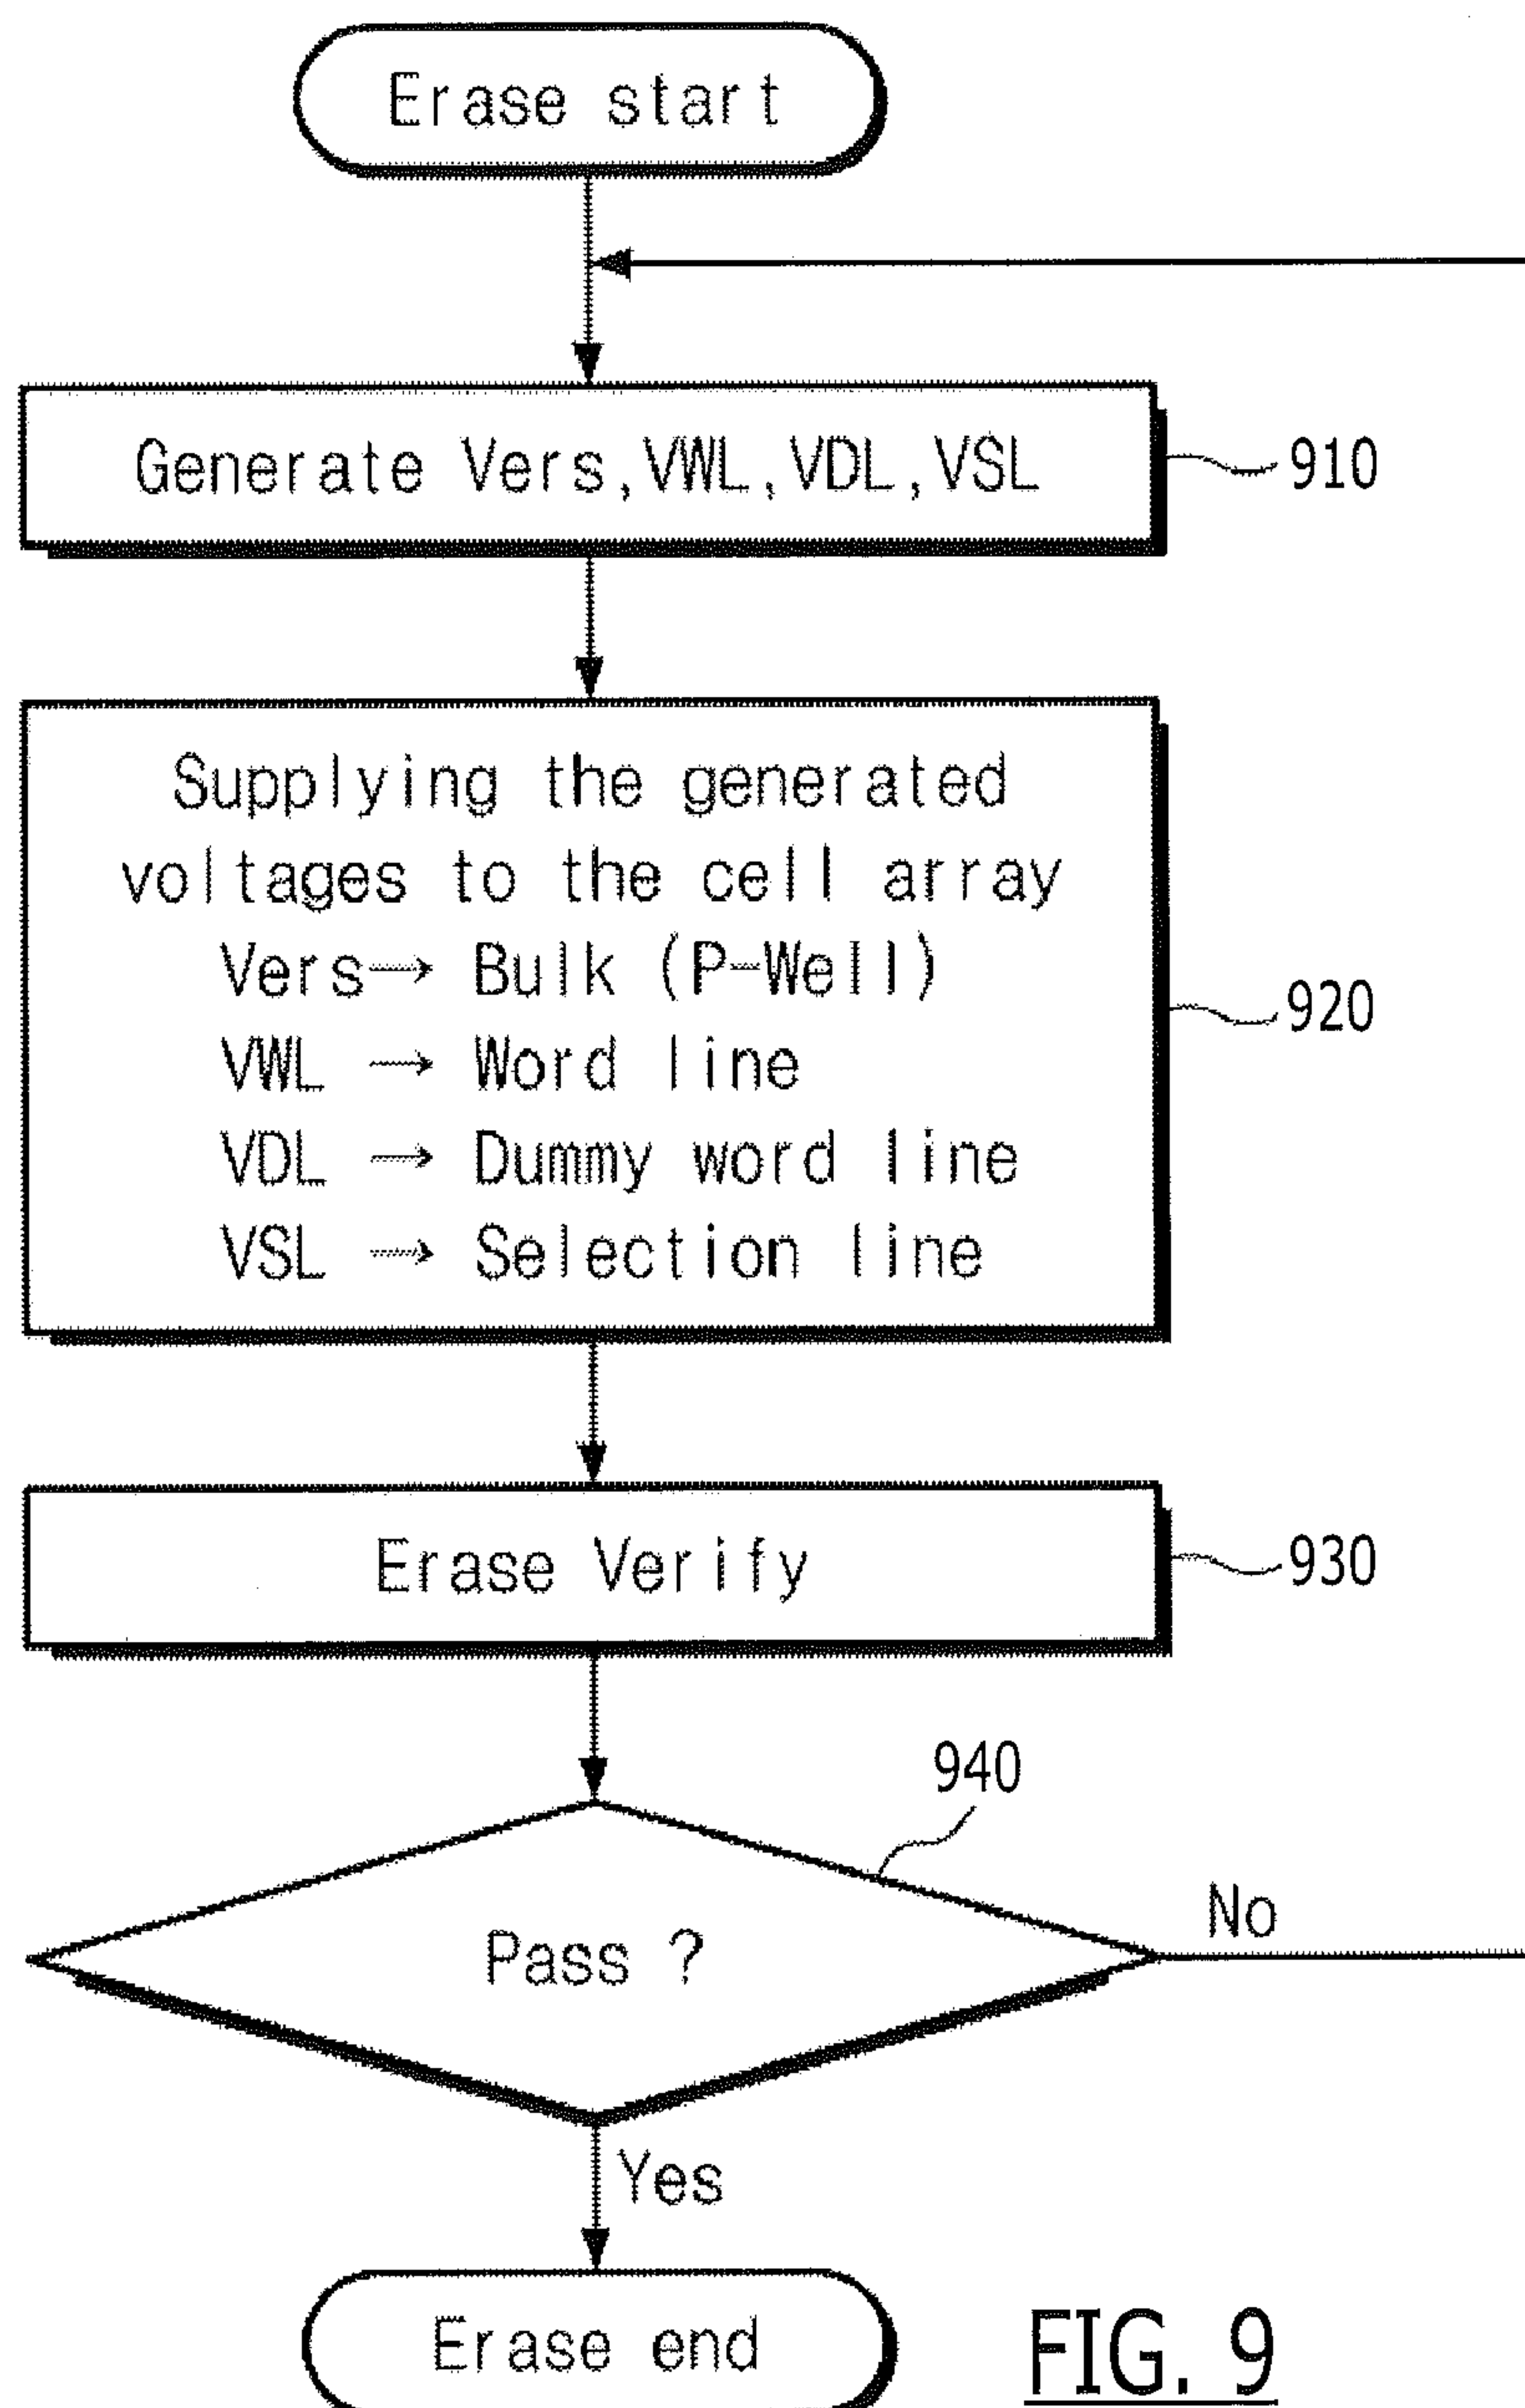 Erase start
Generate Vers,VWL,VDL,VSL
910
Supplying the generated
voltages to the cell array
Vers→ Bulk (P-Well)
VWL → Word line
VDL → Dummy word line
VSL → Selection line
920
Erase Verify
930
940
Pass ?
No
Yes
Erase end
FIG. 9